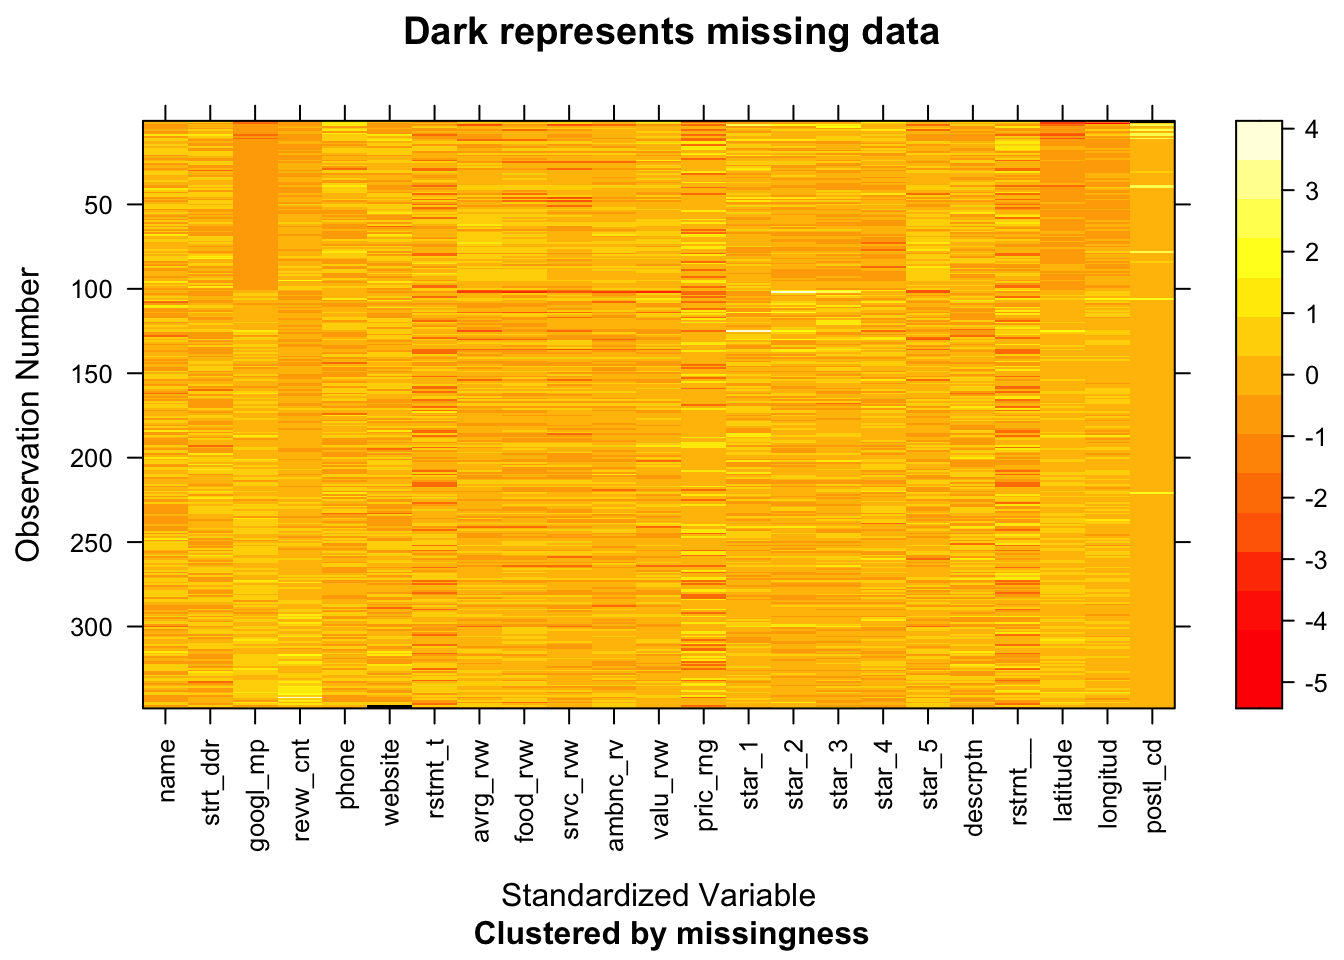 Dark represents missing data
Observation Number
50
100
150
200
250
300
4
3
2
1
0
-1
-2
-3
-4
-5
name
strt_ddr
googl_mp
revw_cnt
phone
website
rstrnt_t
avrg_rvw
food_rvw
srvc_rvw
ambnc_rv
valu_rvw
pric_rng
star_1
star_2
star_3
star_4
star_5
descrptn
rstrnt__
latitude
longitud
postl_cd
Standardized Variable
Clustered by missingness